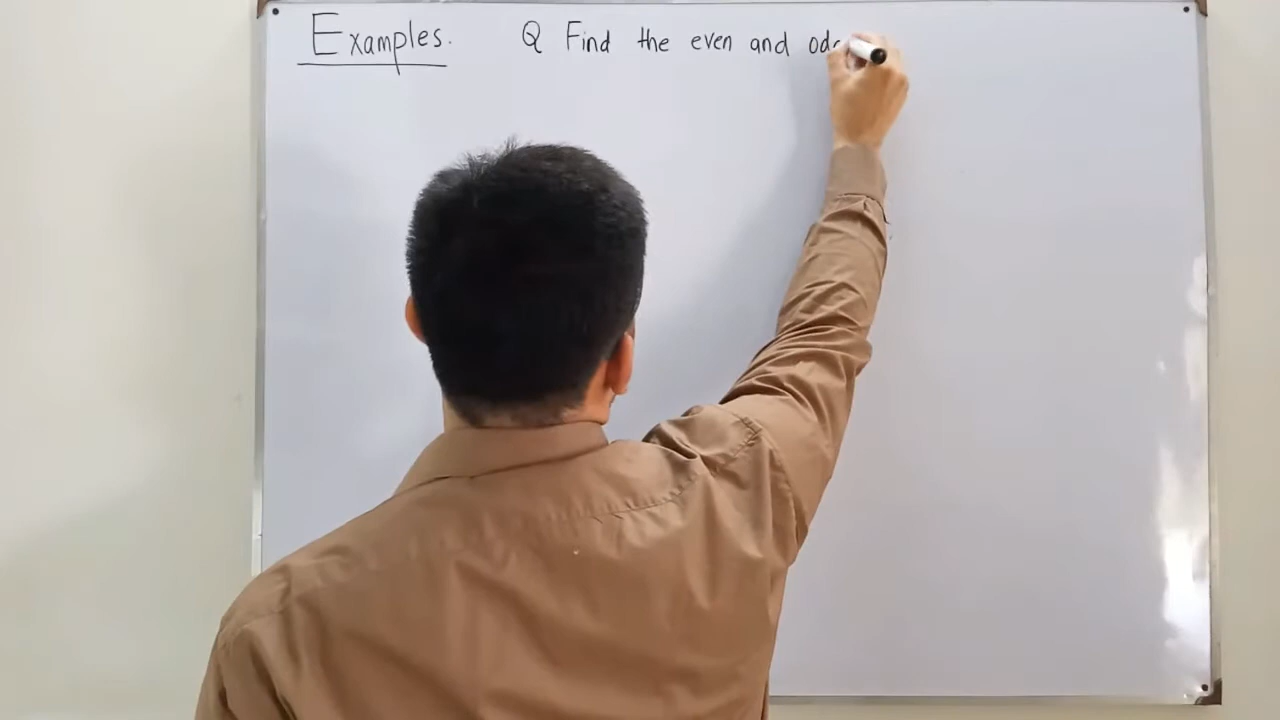 Examples. Q Find the even and